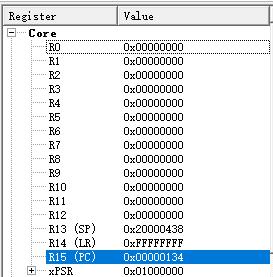 Register Value
Core
R0 0x00000000
R1 0x00000000
R2 0x00000000
R3 0x00000000
R4 0x00000000
R5 0x00000000
R6 0x00000000
R7 0x00000000
R8 0x00000000
R9 0x00000000
R10 0x00000000
R11 0x00000000
R12 0x00000000
R13 (SP) 0x20000438
R14 (LR) 0xFFFFFFFF
R15 (PC) 0x00000134
xPSR 0x01000000